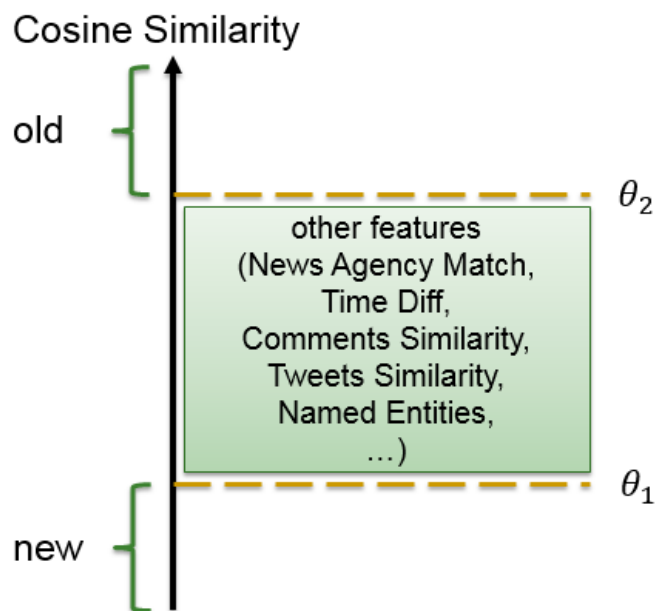 Cosine Similarity
old
θ₂
other features
(News Agency Match,
Time Diff,
Comments Similarity,
Tweets Similarity,
Named Entities,
...)
θ₁
new